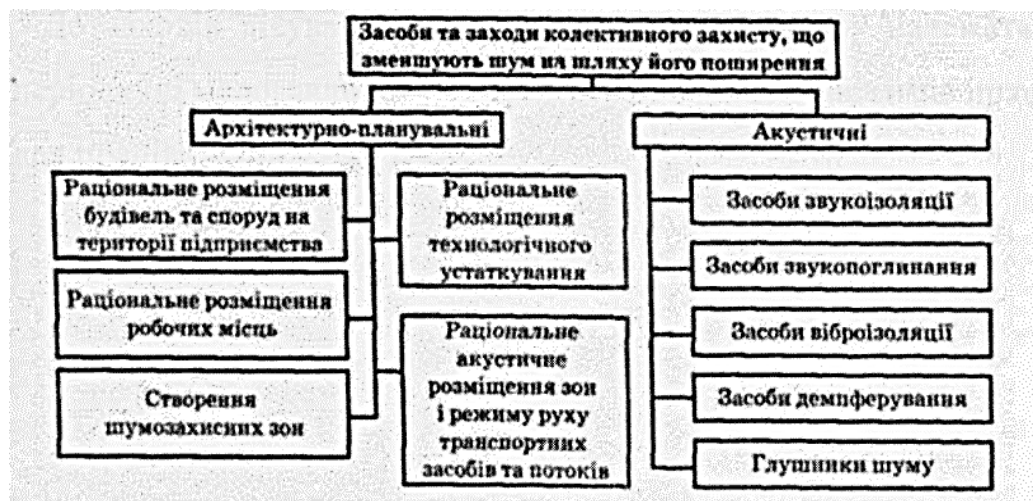 Засоби та заходи колективного захисту, що
зменшують шум на шляху його поширення
Архітектурно-планувальні
Раціональне розміщення
будівель та споруд на
території підприємства
Раціональне розміщення
робочих місць
Створення
шумозахисних зон
Раціональне
розміщення
технологічного
устаткування
Раціональне
акустичне
розміщення зон
і режиму руху
транспортних
засобів та потоків
Акустичні
Засоби звукоізоляції
Засоби звукопоглинання
Засоби віброізоляції
Засоби демпферування
Глушники шуму